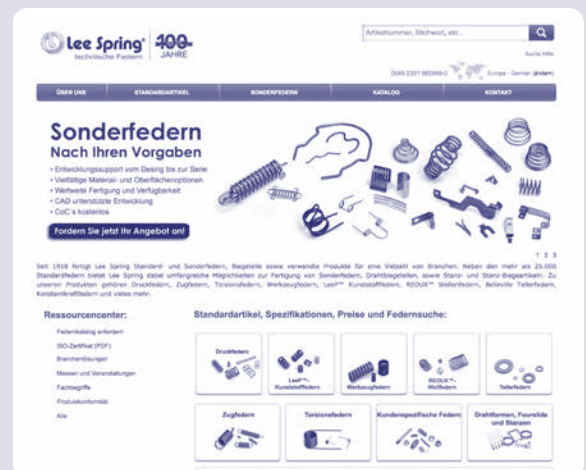 Lee Spring®
technische Federn
100
JAHRE
Artikelnummer, Stichwort, etc...
Suche Hilfe
Europa - German (ändern)
ÜBER UNS STANDARDARTIKEL SONDERFEDERN KATALOG KONTAKT
Sonderfedern
Nach Ihren Vorgaben
• Entwicklungssupport vom Desing bis zur Serie
• Vielfältige Material- und Oberflächenoptionen
• Weltweite Fertigung und Verfügbarkeit
• CAD unterstützte Entwicklung
• CoC´s kostenlos
Fordern Sie jetzt Ihr Angebot an!
1 2 3
Seit 1918 fertigt Lee Spring Standard- und Sonderfedern, Biegeteile sowie verwandte Produkte für eine Vielzahl von Branchen. Neben den mehr als 25.000
Standardfedern bietet Lee Spring dabei umfangreiche Möglichkeiten zur Fertigung von Sonderfedern, Drahtbiegeteilen, sowie Stanz- und Stanz-Biegeartikeln. Zu
unseren Produkten gehören Druckfedern, Zugfedern, Torsionsfedern, Werkzeugfedern, LeeP™ Kunststofffedern, REDUX™ Wellenfedern, Belleville Tellerfedern,
Konstantkraftfedern und vieles mehr.
Ressourcencenter:
Federnkatalog anfordern
ISO-Zertifikat (PDF)
Branchenlösungen
Messen und Veranstaltungen
Fachbegriffe
Produktkonformität
Alle
Standardartikel, Spezifikationen, Preise und Federnsuche:
Druckfedern
LeeP™-
Kunststofffedern
Werkzeugfedern
REDUX™-
Wellfedern
Tellerfedern
Zugfedern
Torsionsfedern
Kundenspezifische Federn
Drahtformen, Fourslide
und Stanzen